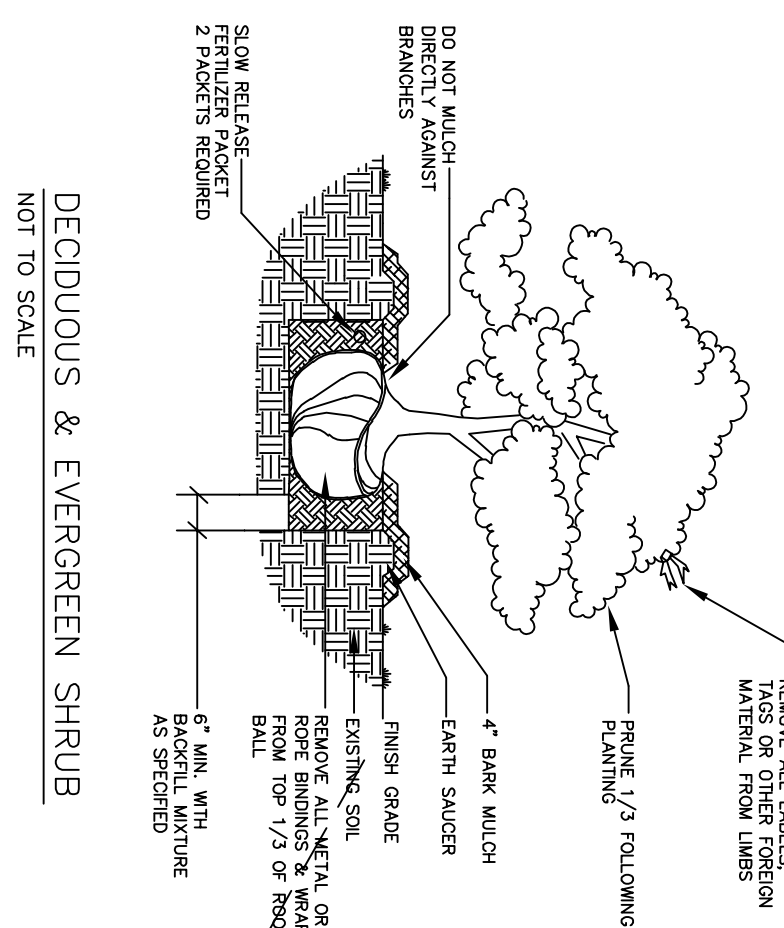 REMOVE ALL LABELS,
TAGS OR OTHER FOREIGN
MATERIAL FROM LIMBS
PRUNE 1/3 FOLLOWING
PLANTING
DO NOT MULCH
DIRECTLY AGAINST
BRANCHES
4" BARK MULCH
EARTH SAUCER
FINISH GRADE
EXISTING SOIL
REMOVE ALL METAL OR
ROPE BINDINGS & WRAP
FROM TOP 1/3 OF ROO
BALL
SLOW RELEASE
FERTILIZER PACKET
2 PACKETS REQUIRED
6" MIN. WITH
BACKFILL MIXTURE
AS SPECIFIED
DECIDUOUS & EVERGREEN SHRUB
NOT TO SCALE